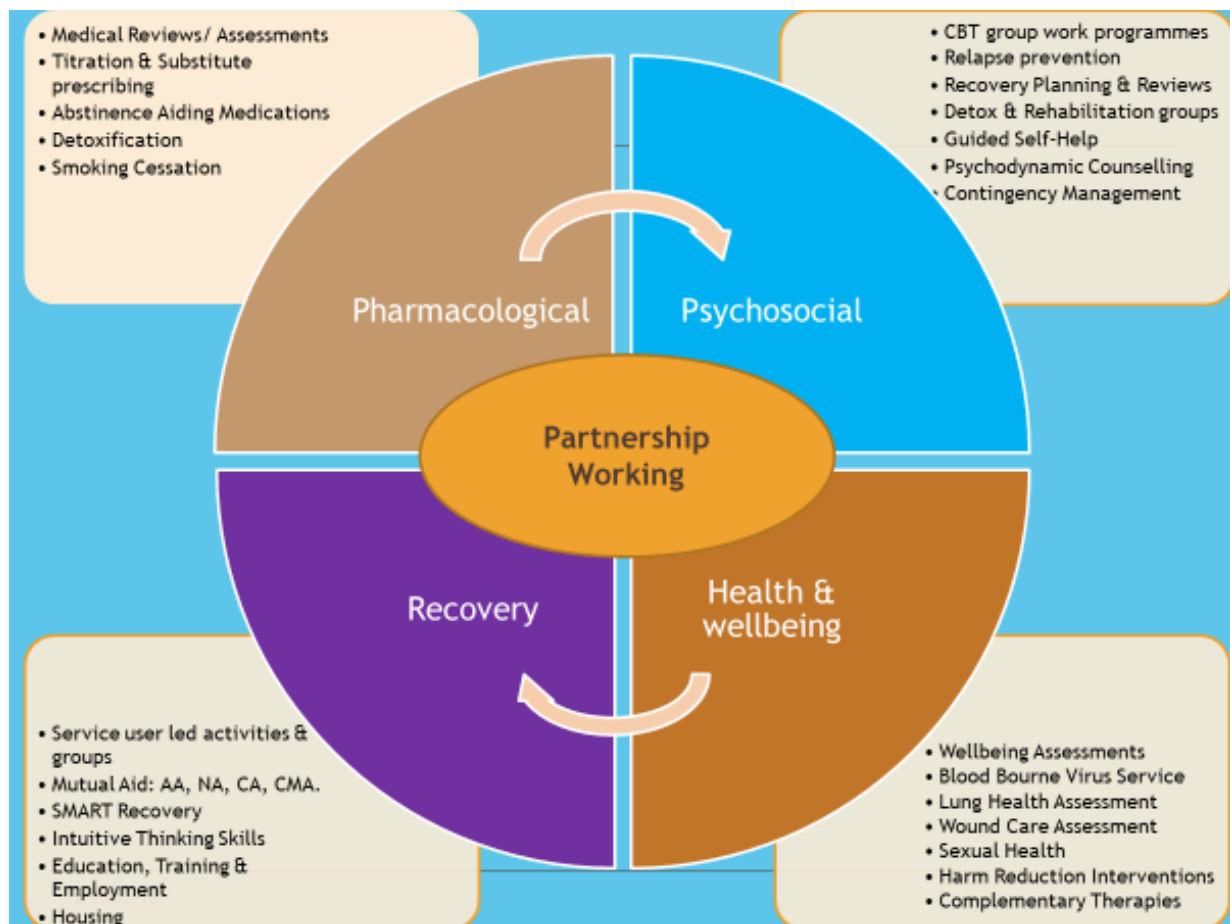 • Medical Reviews/ Assessments
• Titration & Substitute
prescribing
• Abstinence Aiding Medications
• Detoxification
• Smoking Cessation
• CBT group work programmes
• Relapse prevention
• Recovery Planning & Reviews
• Detox & Rehabilitation groups
• Guided Self-Help
• Psychodynamic Counselling
• Contingency Management
Pharmacological
Psychosocial
Partnership
Working
Recovery
Health &
wellbeing
• Service user led activities &
groups
• Mutual Aid: AA, NA, CA, CMA.
• SMART Recovery
• Intuitive Thinking Skills
• Education, Training &
Employment
• Housing
• Wellbeing Assessments
• Blood Bourne Virus Service
• Lung Health Assessment
• Wound Care Assessment
• Sexual Health
• Harm Reduction Interventions
• Complementary Therapies